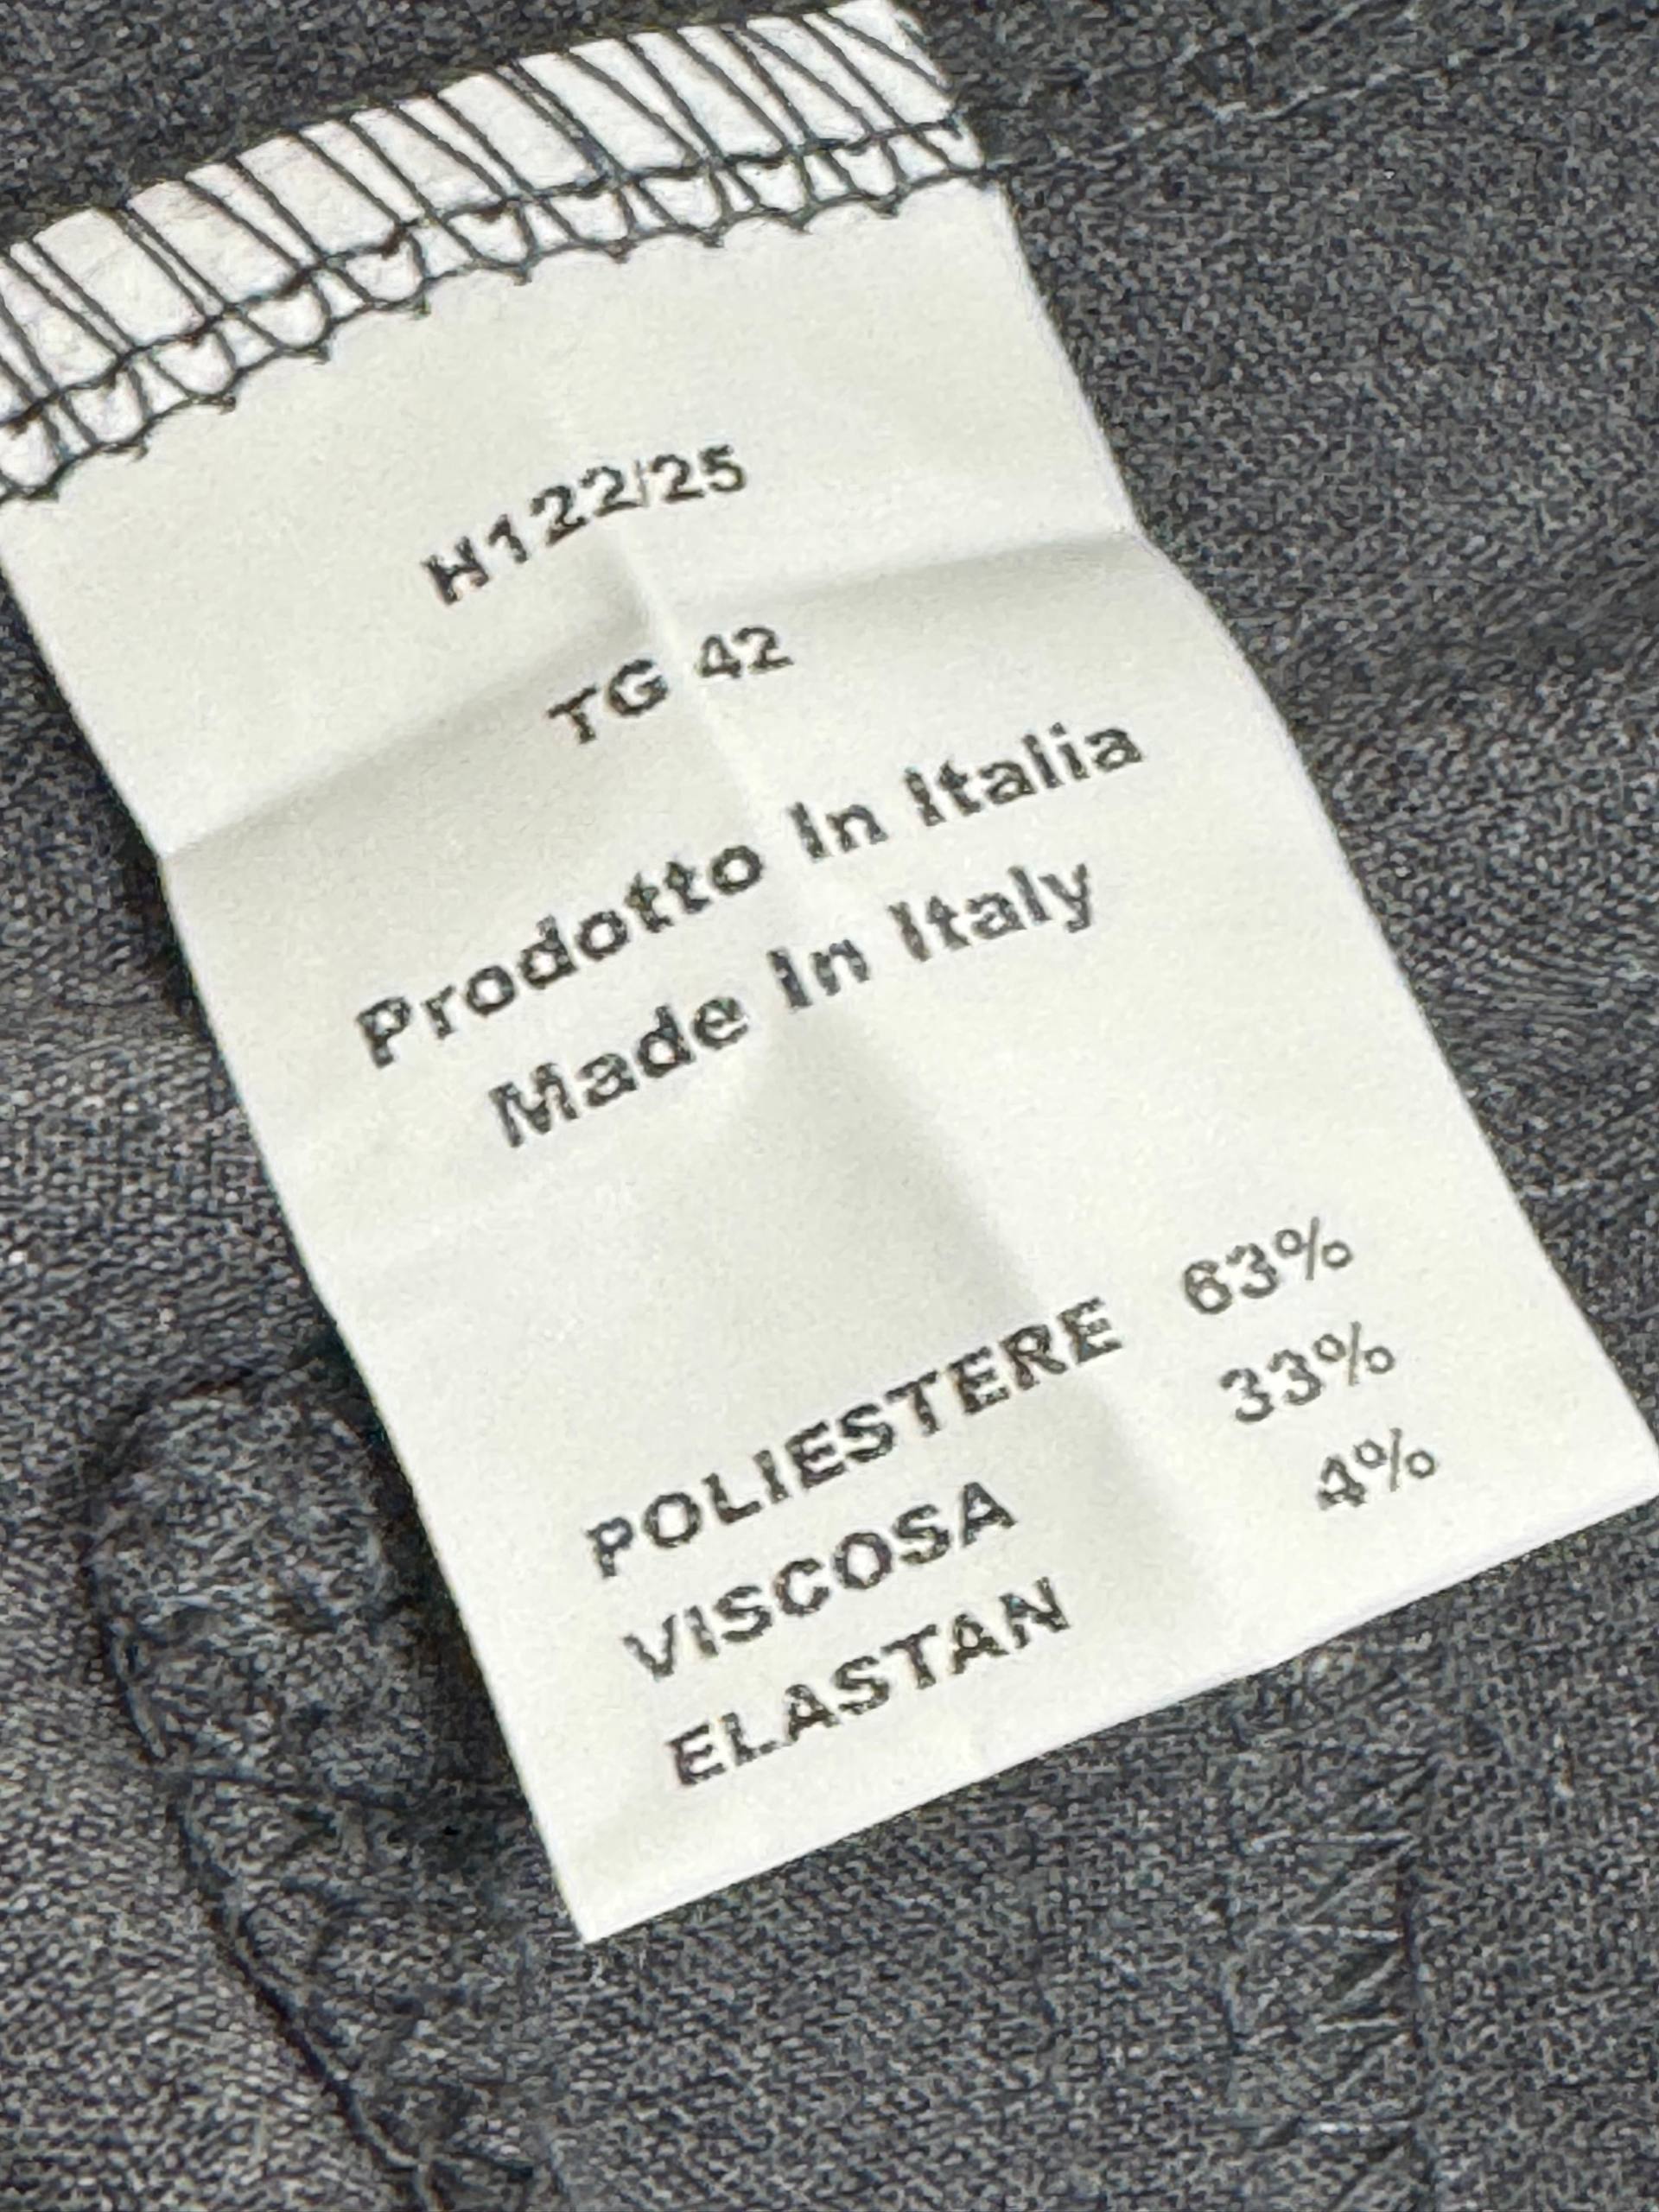 H122/25
TG 42
Prodotto In Italia
Made In Italy
POLIESTERE 63%
VISCOSA 33%
ELASTAN 4%